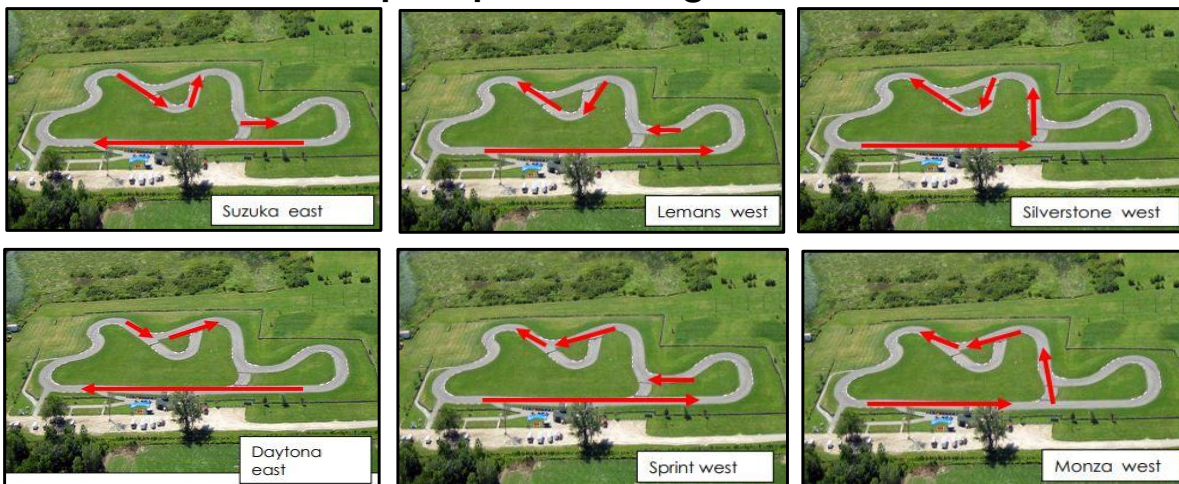 Suzuka east
Lemans west
Silverstone west
Daytona
east
Sprint west
Monza west